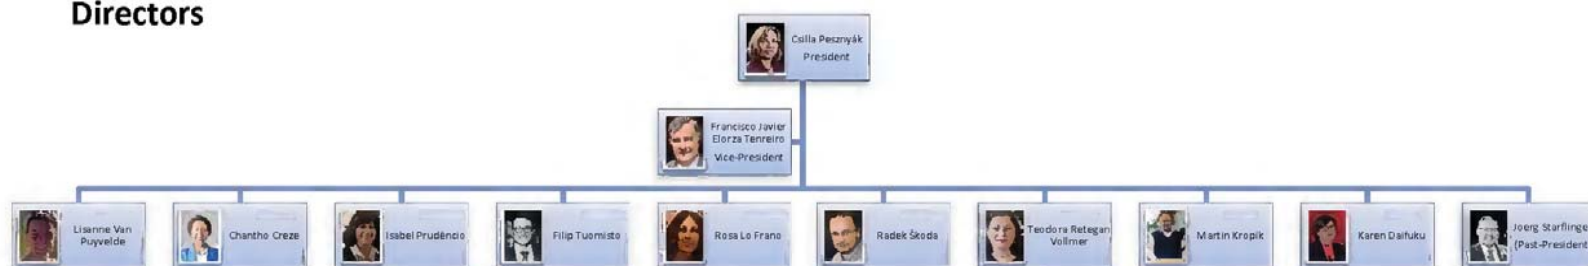 Directors
Csilla Pesznyák
President
Francisco Javier
Elorza Tenreiro
Vice-President
Lisanne Van
Puyvelde
Chantho Creze
Isabel Prudêncio
Filip Tuomisto
Rosa Lo Frano
Radek Škoda
Teodora Retegan
Vollmer
Martin Kropik
Karen Daifuku
Joerg Starflinge
(Past-President